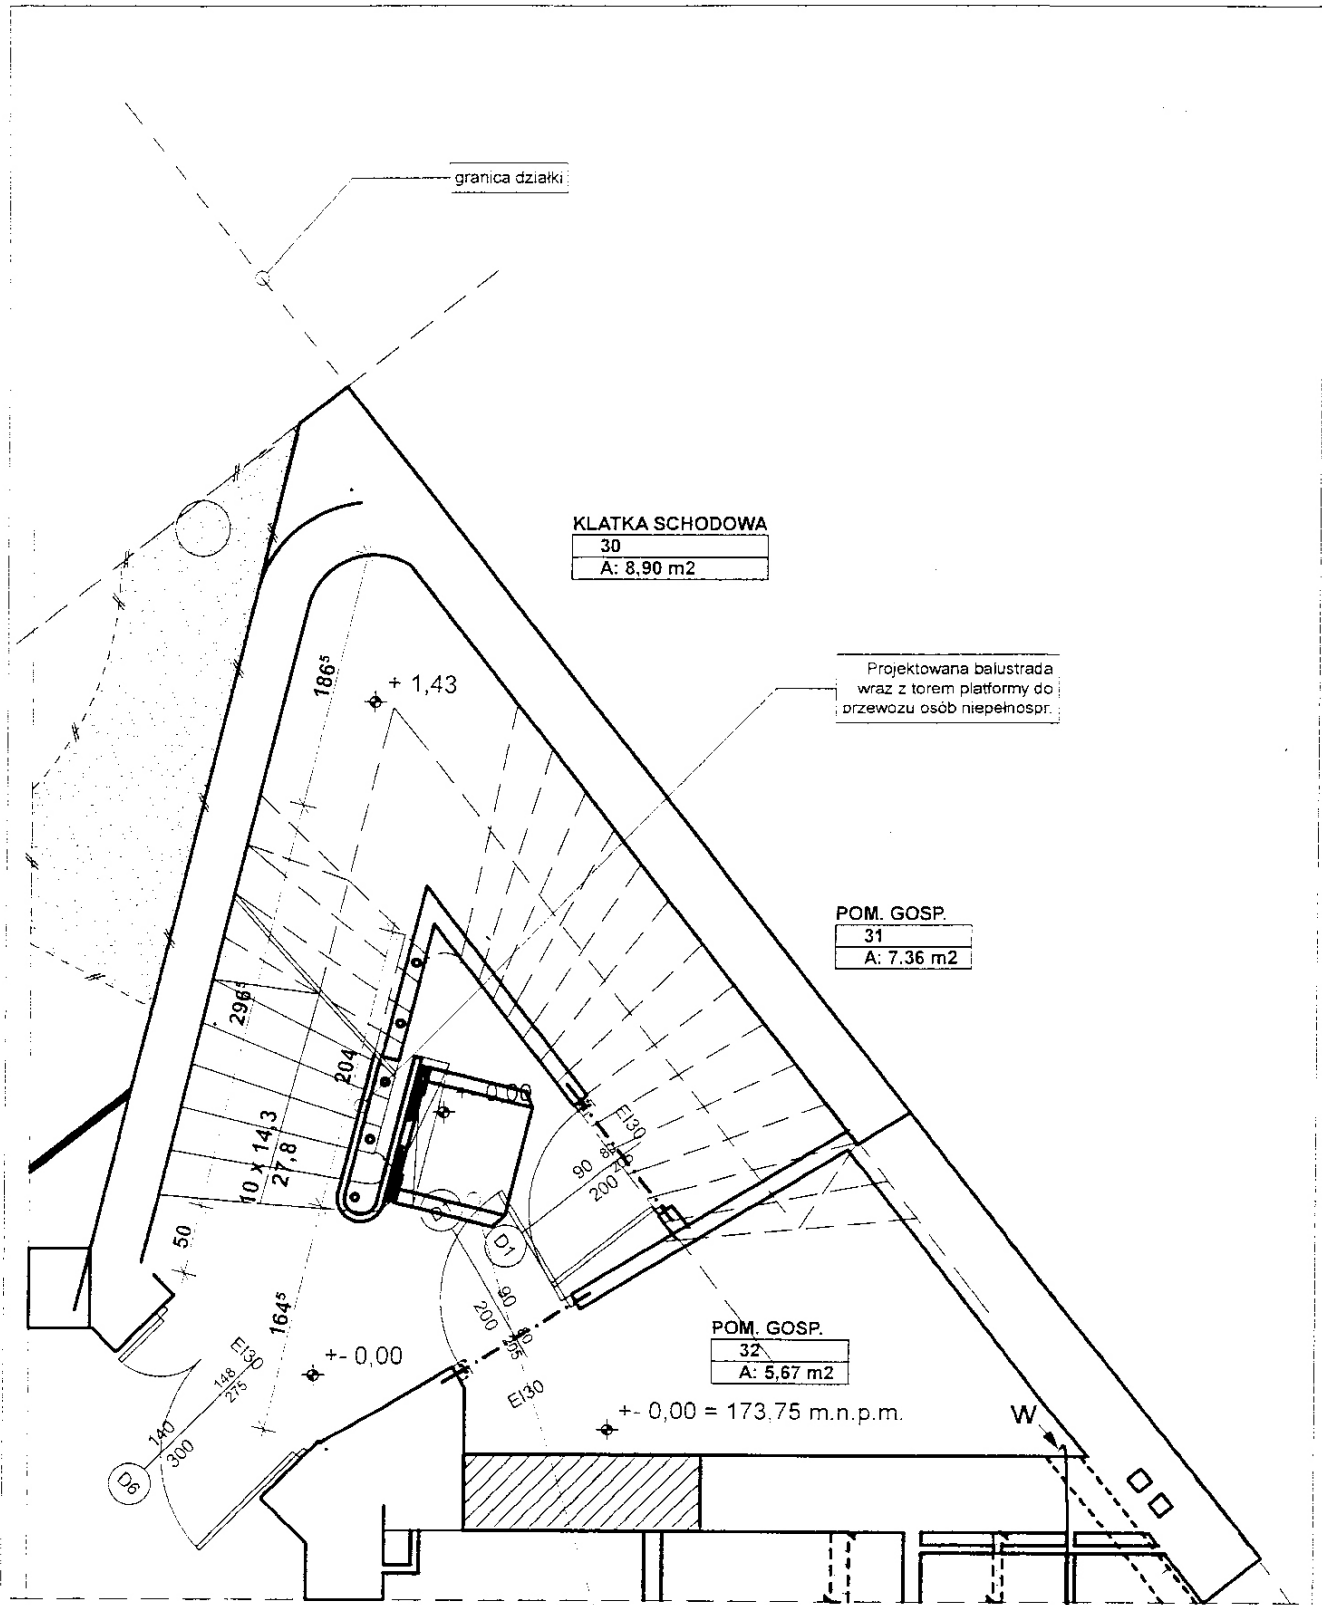 granica działki
KLATKA SCHODOWA
30
A: 8,90 m2
Projektowana balustrada
wraz z torem platformy do
przewozu osób niepełnospr.
186⁵
+ 1,43
POM. GOSP.
31
A: 7.36 m2
296⁵
204
10 x 14,3
27,8
EI30
90
200
50
D1
164⁵
90
200
EI30
POM. GOSP.
32
A: 5,67 m2
+- 0,00
+- 0,00 = 173,75 m.n.p.m.
W
EI30
148
275
140
300
D6